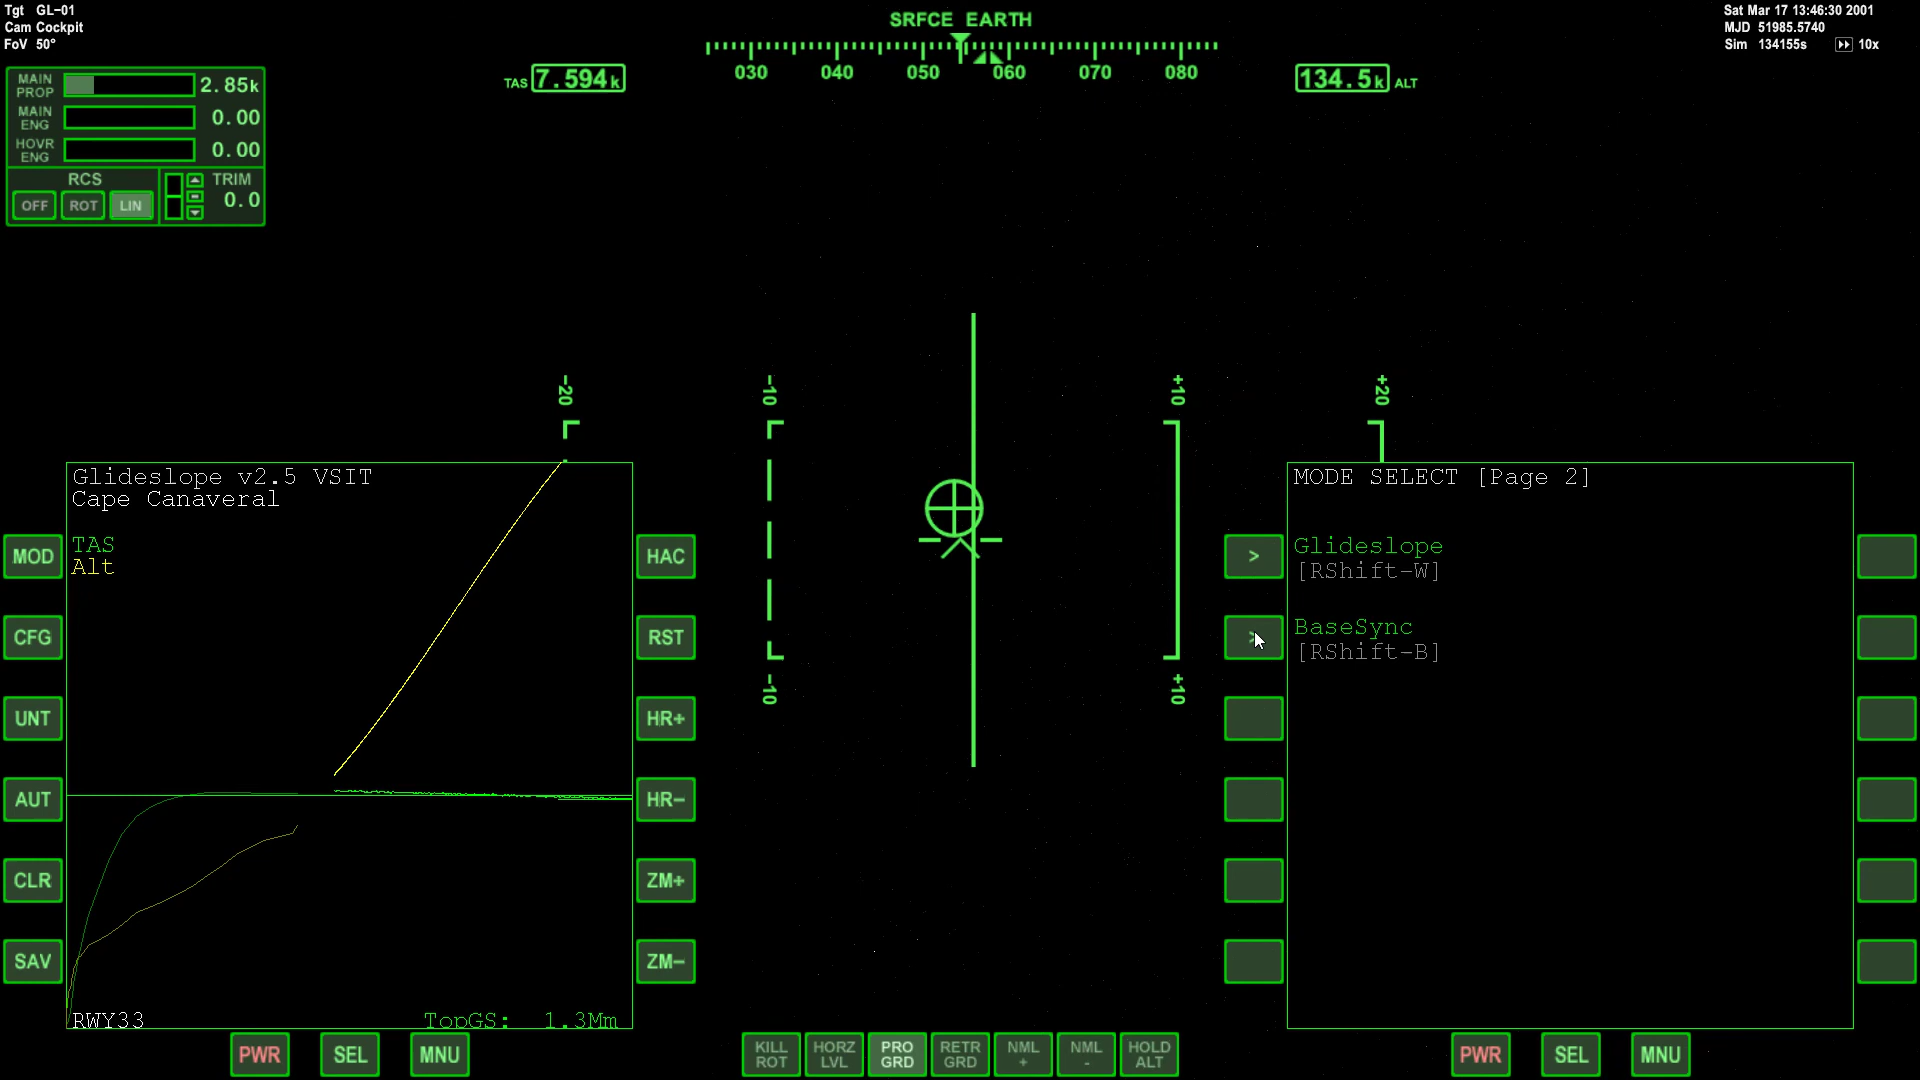 Tgt GL-01
Cam Cockpit
FoV 50°
SRFCE EARTH
Sat Mar 17 13:46:30 2001
MJD 51985.5740
Sim 134155s 10x
030 040 050 060 070 080
TAS 7.594k
134.5k ALT
MAIN PROP 2.85k
MAIN ENG 0.00
HOVR ENG 0.00
RCS
OFF ROT LIN
TRIM
0.0
-20 -10 +10 +20
-10 +10
Glideslope v2.5 VSIT
Cape Canaveral
TAS
Alt
RWY33 TopGS: 1.3Mm
MOD
CFG
UNT
AUT
CLR
SAV
HAC
RST
HR+
HR-
ZM+
ZM-
PWR SEL MNU
KILL ROT
HORZ LVL
PRO GRD
RETR GRD
NML +
NML -
HOLD ALT
MODE SELECT [Page 2]
> Glideslope
[RShift-W]
BaseSync
[RShift-B]
PWR SEL MNU